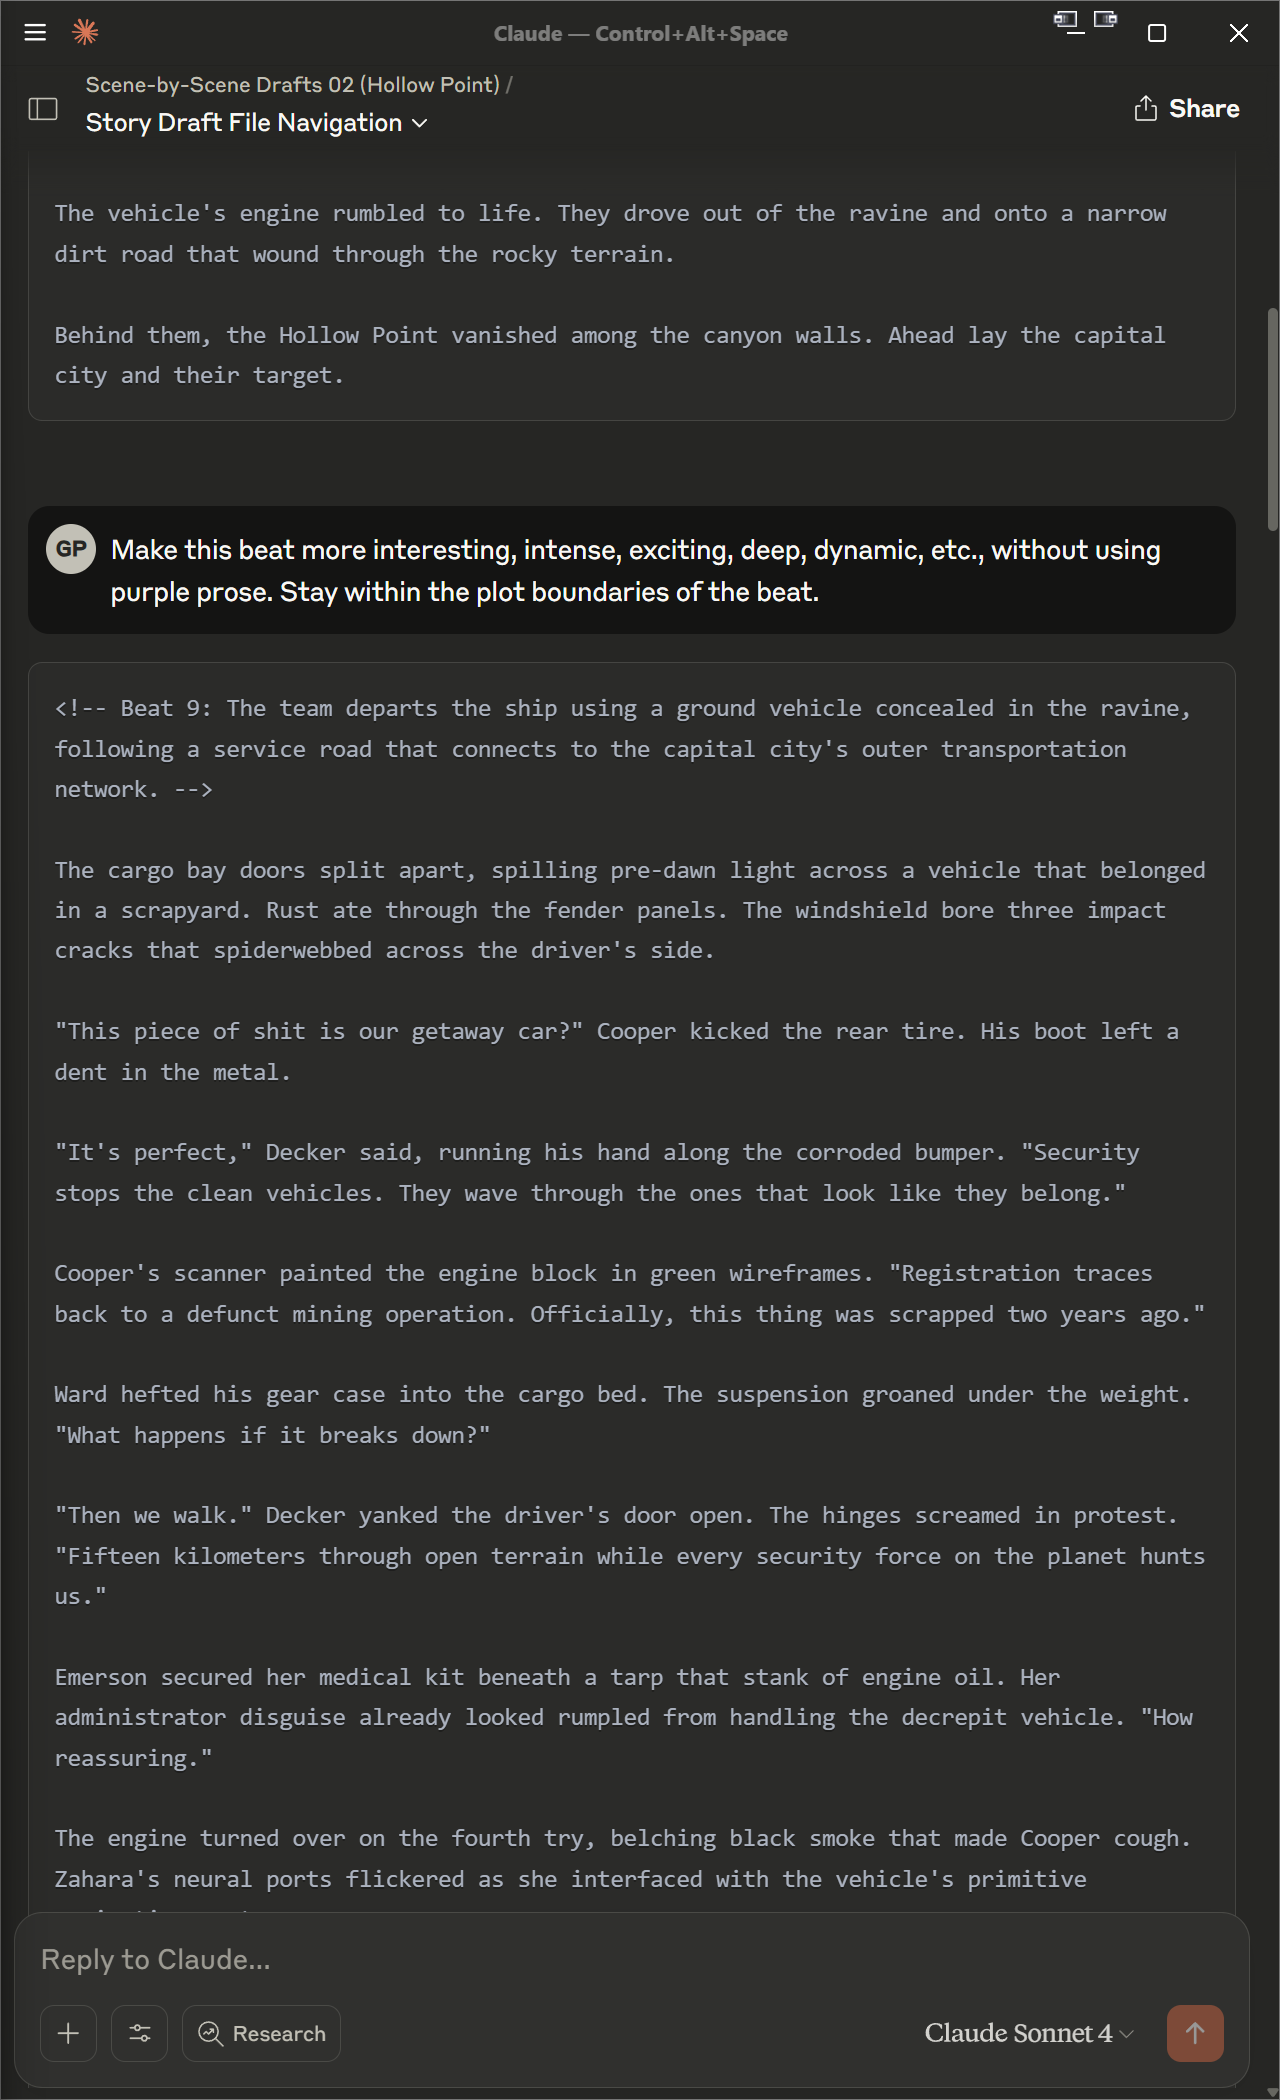 Claude — Control+Alt+Space
Scene-by-Scene Drafts 02 (Hollow Point) /
Story Draft File Navigation
Share
The vehicle's engine rumbled to life. They drove out of the ravine and onto a narrow
dirt road that wound through the rocky terrain.
Behind them, the Hollow Point vanished among the canyon walls. Ahead lay the capital
city and their target.
GP
Make this beat more interesting, intense, exciting, deep, dynamic, etc., without using
purple prose. Stay within the plot boundaries of the beat.
<!-- Beat 9: The team departs the ship using a ground vehicle concealed in the ravine,
following a service road that connects to the capital city's outer transportation
network. -->
The cargo bay doors split apart, spilling pre-dawn light across a vehicle that belonged
in a scrapyard. Rust ate through the fender panels. The windshield bore three impact
cracks that spiderwebbed across the driver's side.
"This piece of shit is our getaway car?" Cooper kicked the rear tire. His boot left a
dent in the metal.
"It's perfect," Decker said, running his hand along the corroded bumper. "Security
stops the clean vehicles. They wave through the ones that look like they belong."
Cooper's scanner painted the engine block in green wireframes. "Registration traces
back to a defunct mining operation. Officially, this thing was scrapped two years ago."
Ward hefted his gear case into the cargo bed. The suspension groaned under the weight.
"What happens if it breaks down?"
"Then we walk." Decker yanked the driver's door open. The hinges screamed in protest.
"Fifteen kilometers through open terrain while every security force on the planet hunts
us."
Emerson secured her medical kit beneath a tarp that stank of engine oil. Her
administrator disguise already looked rumpled from handling the decrepit vehicle. "How
reassuring."
The engine turned over on the fourth try, belching black smoke that made Cooper cough.
Zahara's neural ports flickered as she interfaced with the vehicle's primitive
Reply to Claude...
Research
Claude Sonnet 4